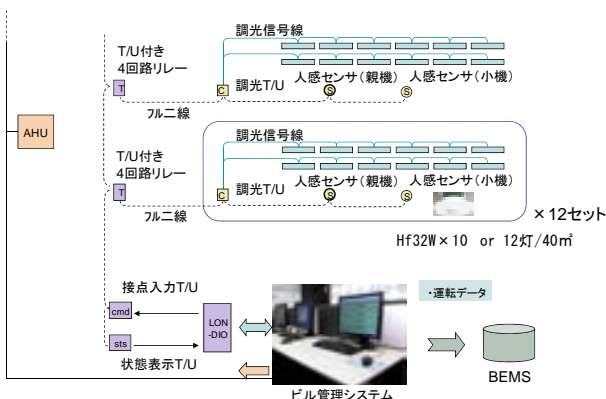 調光信号線
T/U付き
4回路リレー
T
C
調光T/U
人感センサ(親機)
人感センサ(小機)
S
S
フル二線
AHU
調光信号線
T/U付き
4回路リレー
T
C
調光T/U
人感センサ(親機)
人感センサ(小機)
S
S
フル二線
×12セット
Hf32W×10 or 12灯/40㎡
接点入力T/U
cmd
LON
-DIO
sts
状態表示T/U
ビル管理システム
・運転データ
BEMS